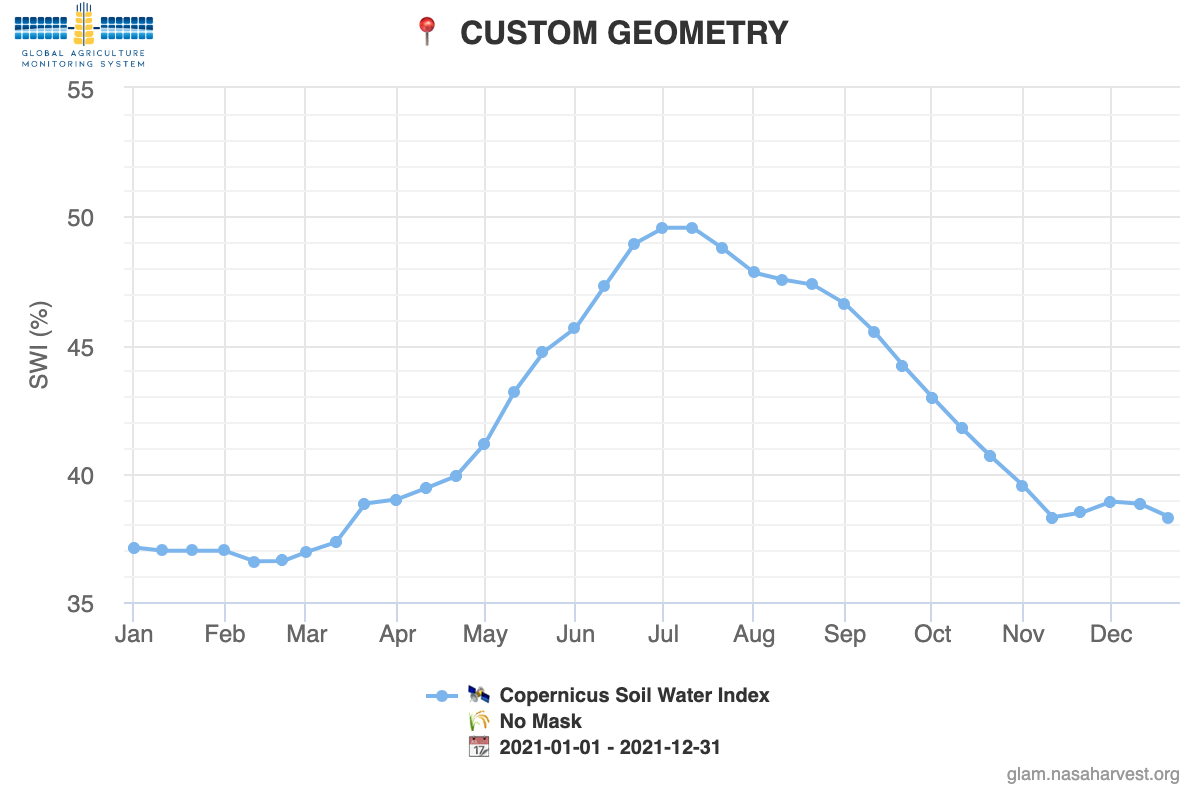 GLOBAL AGRICULTURE
MONITORING SYSTEM
CUSTOM GEOMETRY
SWI (%)
55
50
45
40
35
Jan Feb Mar Apr May Jun Jul Aug Sep Oct Nov Dec
Copernicus Soil Water Index
No Mask
17
2021-01-01 - 2021-12-31
glam.nasaharvest.org